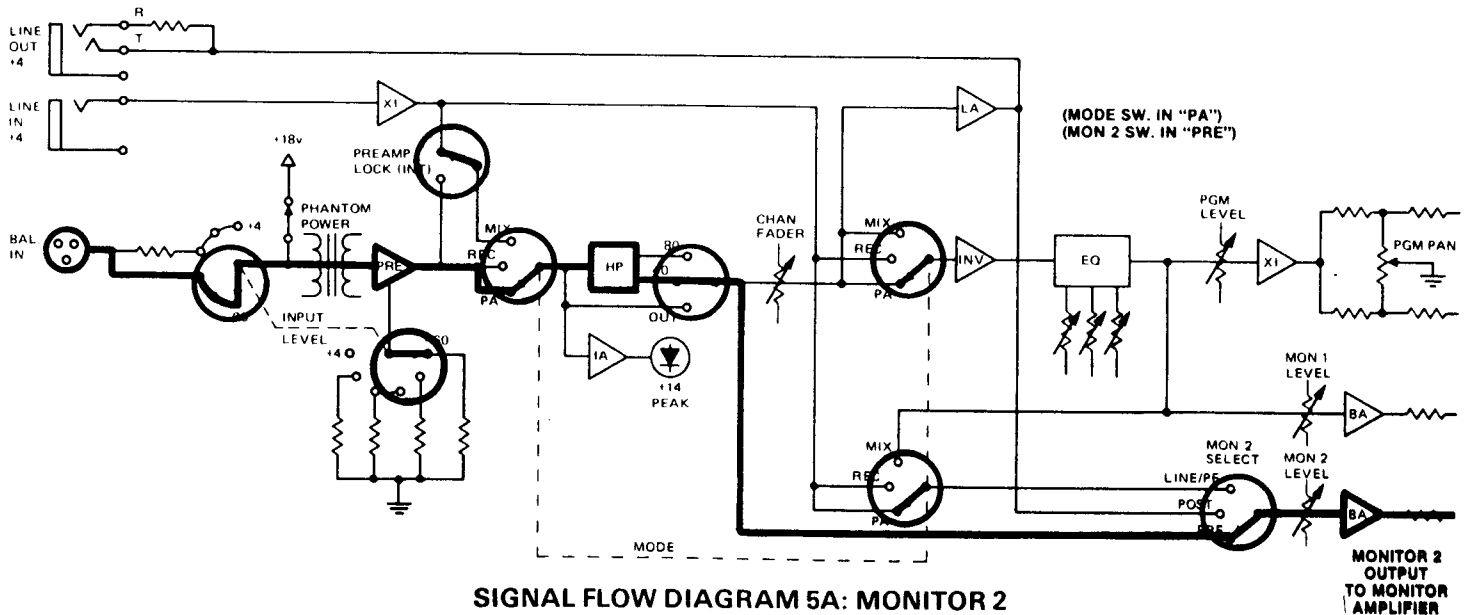 LINE
OUT
+4
R
T
LINE
IN
+4
X1
+18v
PREAMP
LOCK (INT)
LA
(MODE SW. IN "PA")
(MON 2 SW. IN "PRE")
BAL.
IN
+4
PHANTOM
POWER
PRE
MIX
REC
PA
HP
80
OUT
CHAN
FADER
MIX
REC
PA
INV
EQ
PGM
LEVEL
X1
PGM PAN
INPUT
LEVEL
+4
60
1A
+14
PEAK
MON 1
LEVEL
BA
MIX
REC
PA
MON 2
SELECT
LINE/PE
POST
PRE
MON 2
LEVEL
BA
MODE
MONITOR 2
OUTPUT
TO MONITOR
AMPLIFIER
SIGNAL FLOW DIAGRAM 5A: MONITOR 2